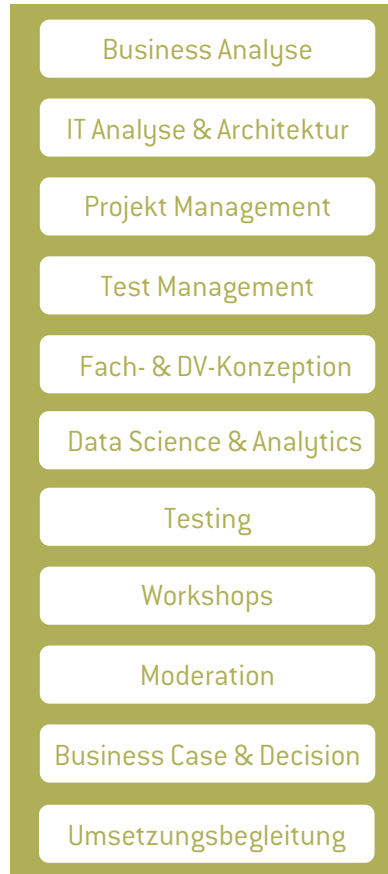 Business Analyse
IT Analyse & Architektur
Projekt Management
Test Management
Fach- & DV-Konzeption
Data Science & Analytics
Testing
Workshops
Moderation
Business Case & Decision
Umsetzungsbegleitung